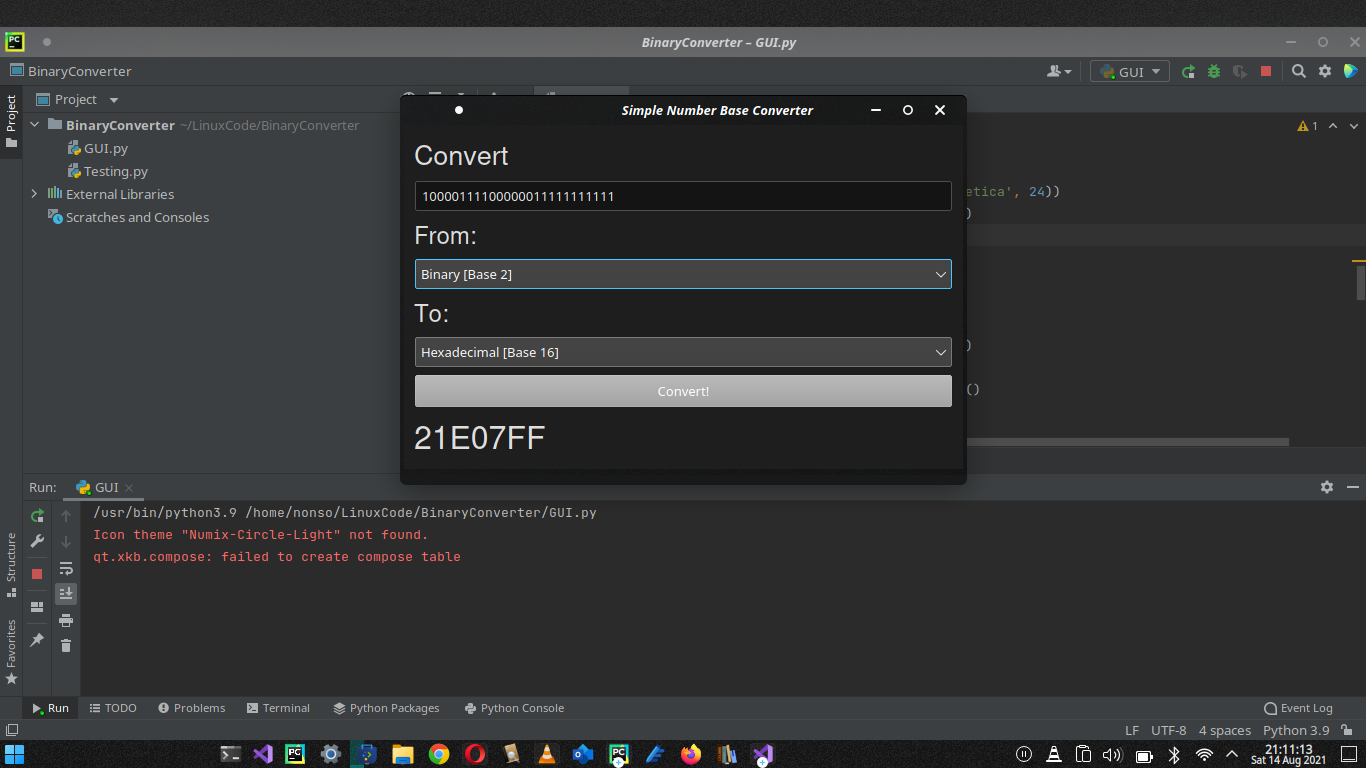 PC
BinaryConverter – GUI.py
BinaryConverter
GUI
Project
Project
BinaryConverter ~/LinuxCode/BinaryConverter
GUI.py
Testing.py
External Libraries
Scratches and Consoles
1
etica', 24))
)
)
()
Simple Number Base Converter
Convert
10000111100000011111111111
From:
Binary [Base 2]
To:
Hexadecimal [Base 16]
Convert!
21E07FF
Run:
GUI
/usr/bin/python3.9 /home/nonso/LinuxCode/BinaryConverter/GUI.py
Icon theme "Numix-Circle-Light" not found.
qt.xkb.compose: failed to create compose table
Structure
Favorites
Run
TODO
Problems
Terminal
Python Packages
Python Console
Event Log
LF
UTF-8
4 spaces
Python 3.9
PC
PC
21:11:13
Sat 14 Aug 2021